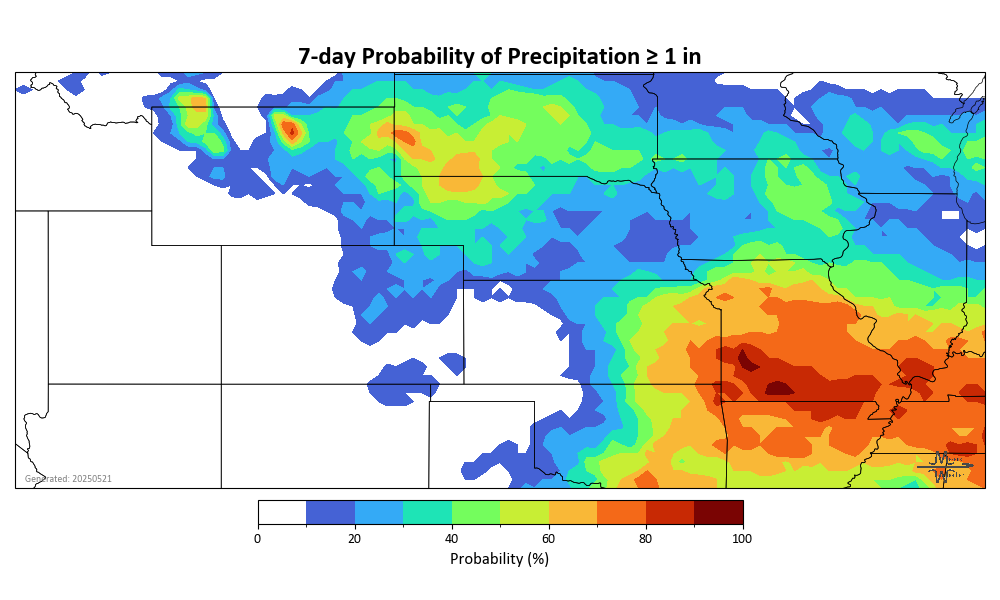 7-day Probability of Precipitation ≥ 1 in
Generated: 20250521
0 20 40 60 80 100
Probability (%)